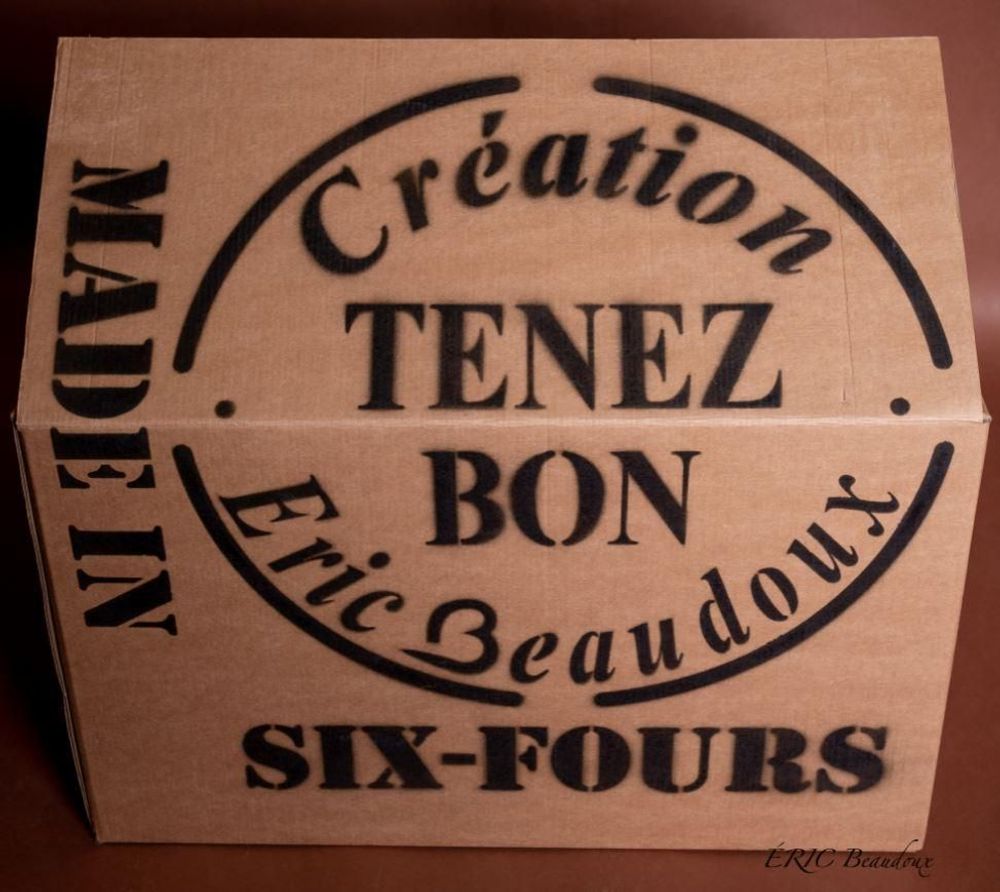 MADE IN
Création
TENEZ
BON
Eric Beaudoux
SIX-FOURS
ÉRIC Beaudoux